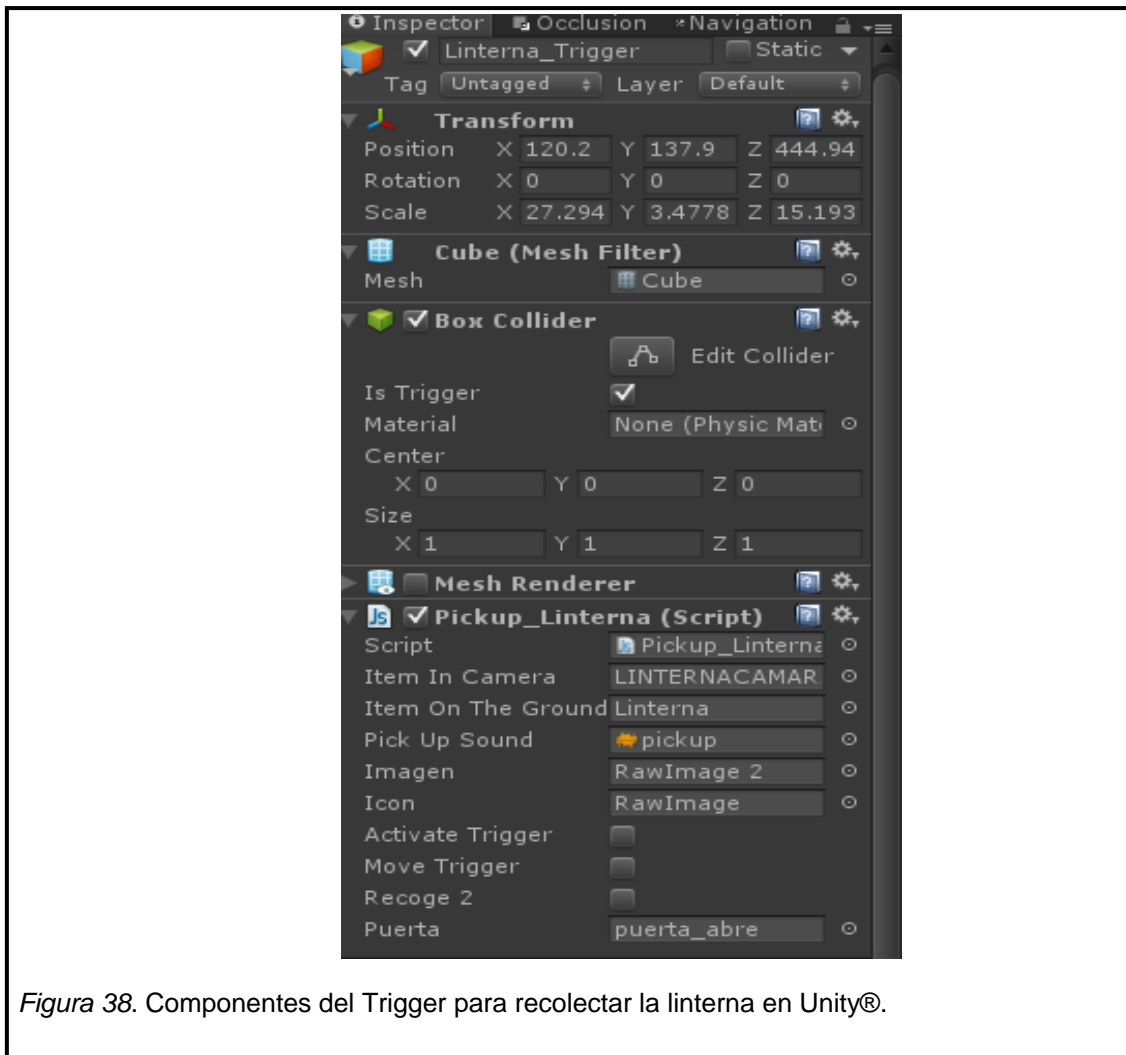 Inspector Occlusion Navigation
Linterna_Trigger Static
Tag Untagged Layer Default
Transform
Position X 120.2 Y 137.9 Z 444.94
Rotation X 0 Y 0 Z 0
Scale X 27.294 Y 3.4778 Z 15.193
Cube (Mesh Filter)
Mesh Cube
Box Collider
Edit Collider
Is Trigger
Material None (Physic Mat
Center
X 0 Y 0 Z 0
Size
X 1 Y 1 Z 1
Mesh Renderer
Js Pickup_Linterna (Script)
Script Pickup_Linterna
Item In Camera LINTERNACAMAR
Item On The Ground Linterna
Pick Up Sound pickup
Imagen RawImage 2
Icon RawImage
Activate Trigger
Move Trigger
Recoge 2
Puerta puerta_abre
Figura 38. Componentes del Trigger para recolectar la linterna en Unity®.